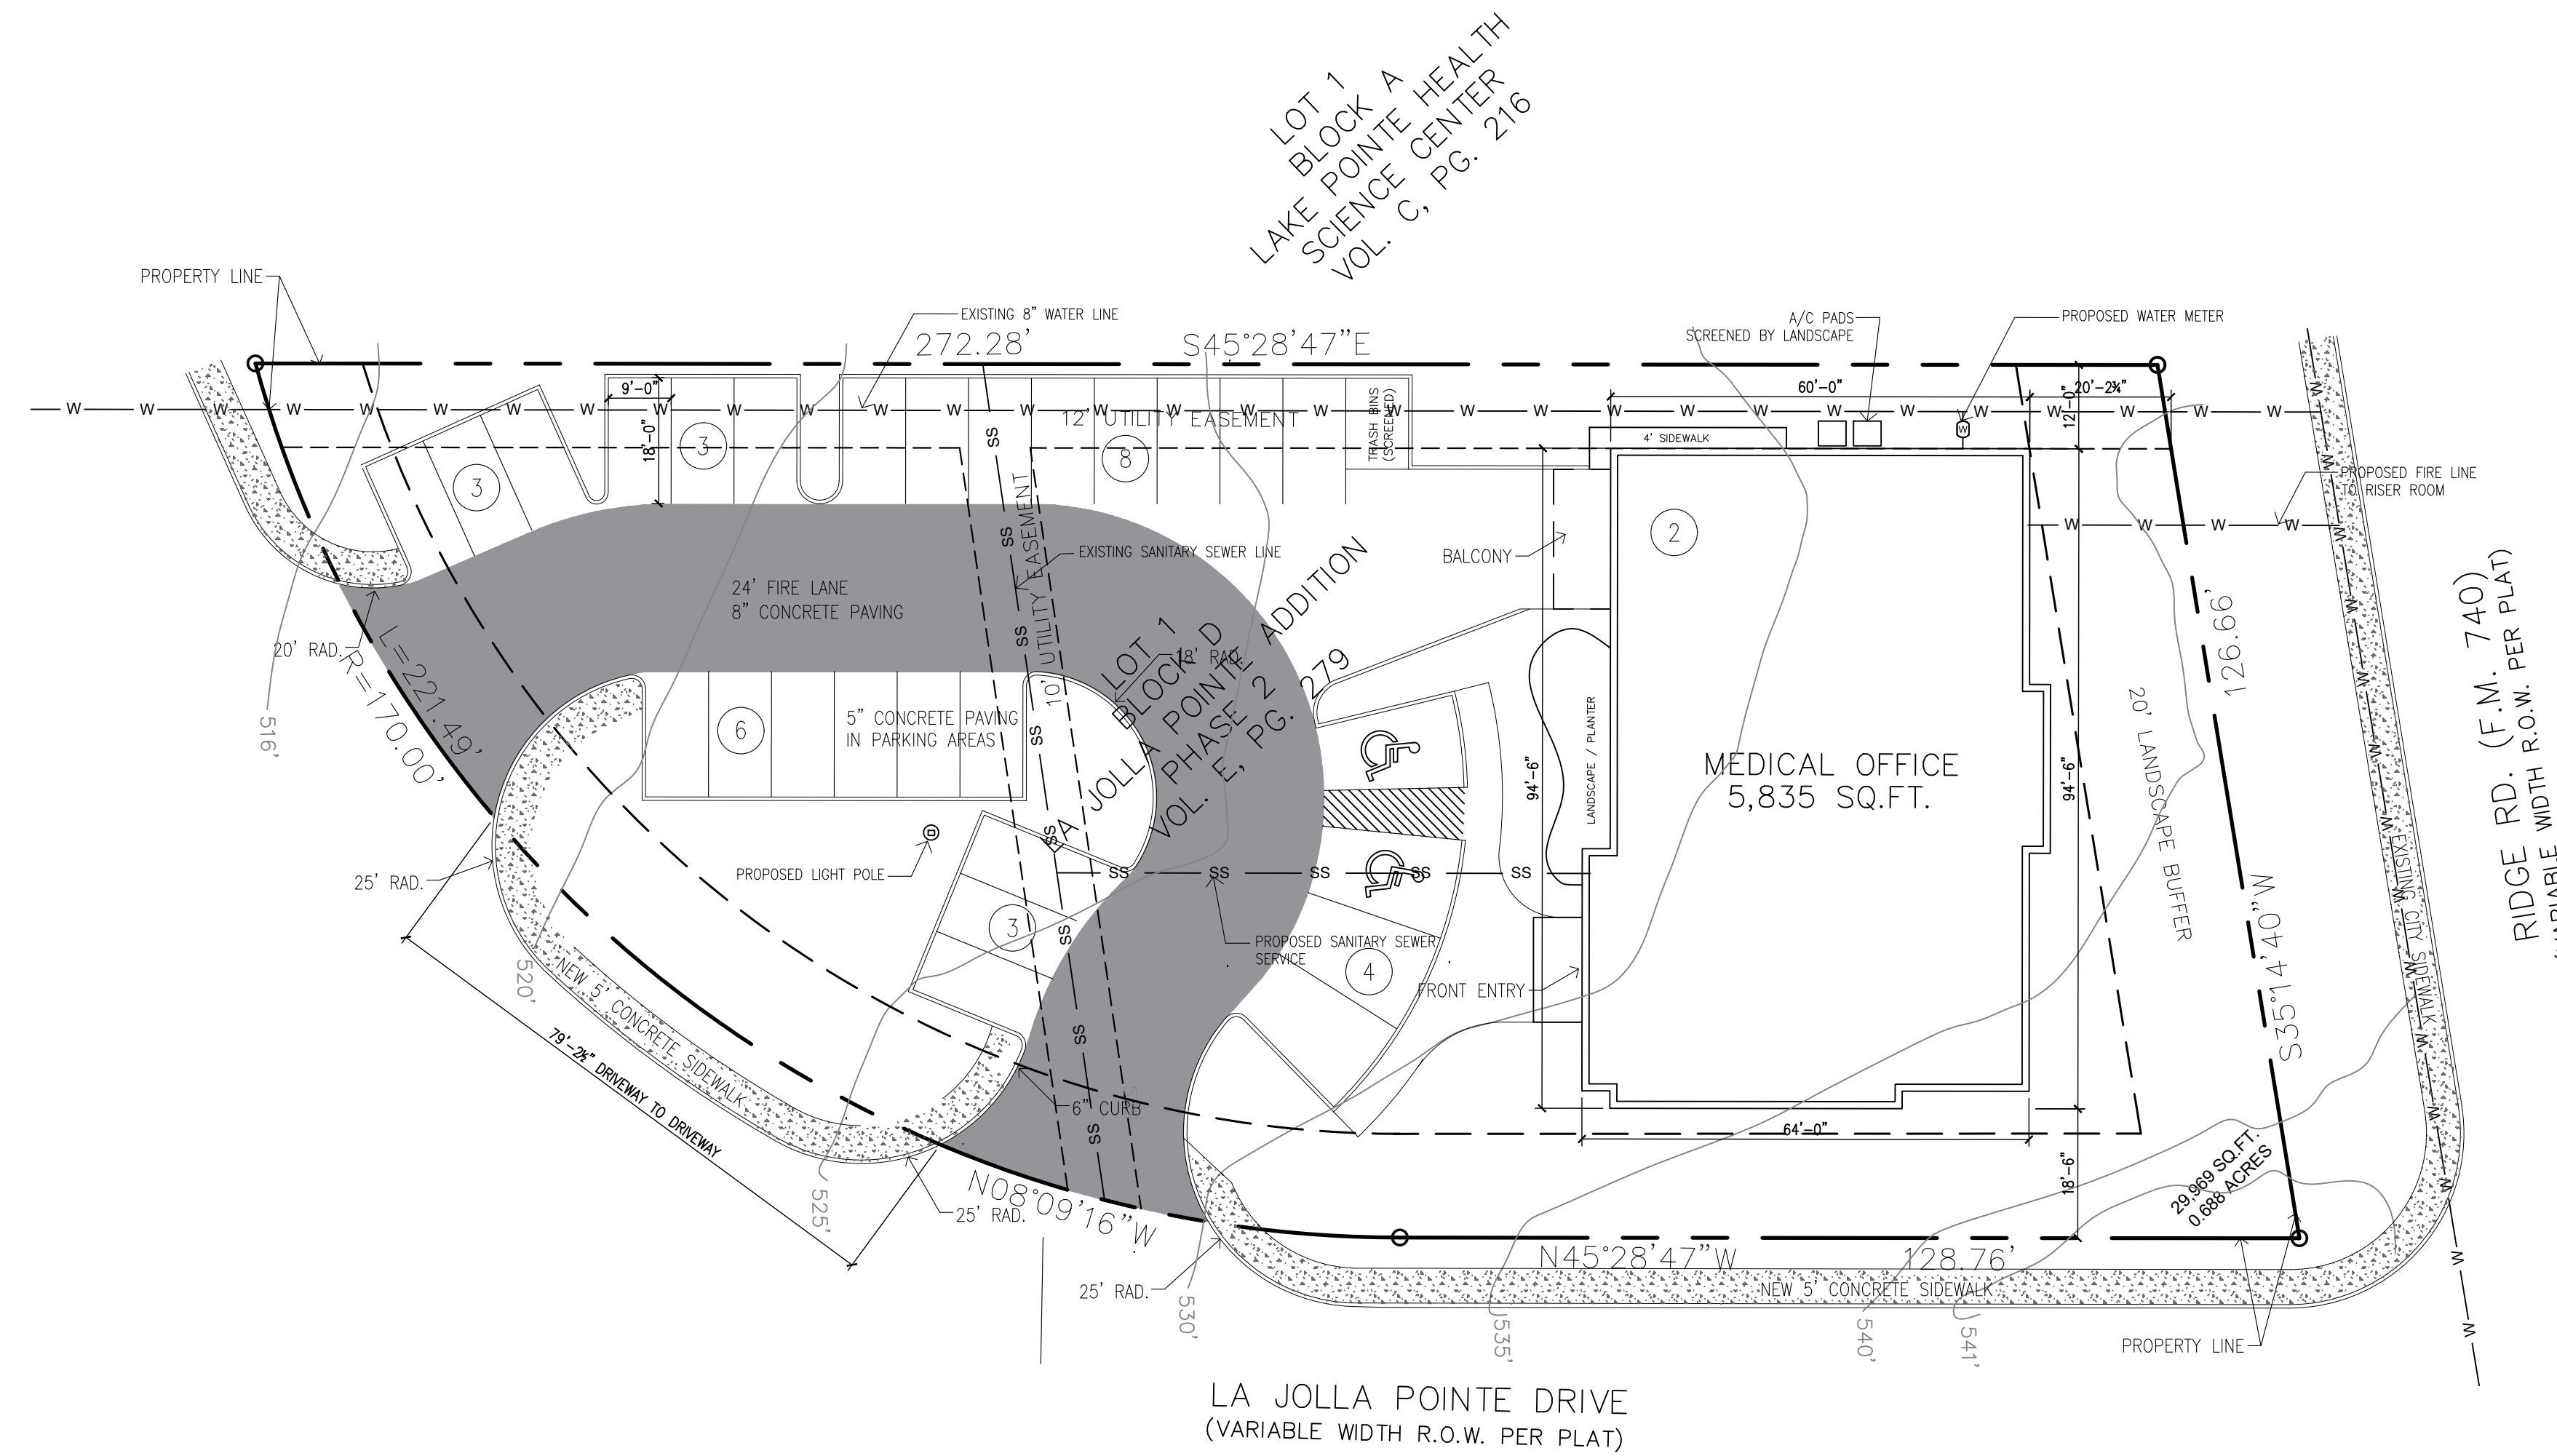 LOT 1
BLOCK A
LAKE POINTE HEALTH
SCIENCE CENTER
VOL. C, PG. 216
PROPERTY LINE
EXISTING 8" WATER LINE
272.28'
S45°28'47"E
A/C PADS
SCREENED BY LANDSCAPE
PROPOSED WATER METER
9'-0"
18'-0"
60'-0"
12'-0"
20'-2¾"
12' UTILITY EASEMENT
TRASH BINS
(SCREENED)
4' SIDEWALK
W
3
3
8
2
PROPOSED FIRE LINE
TO RISER ROOM
BALCONY
EXISTING SANITARY SEWER LINE
10' UTILITY EASEMENT
24' FIRE LANE
8" CONCRETE PAVING
20' RAD.
L=221.49'
R=170.00'
516'
18' RAD.
LOT 1
BLOCK D
LA JOLLA POINTE ADDITION
PHASE 2
VOL. E, PG. 279
6
5" CONCRETE PAVING
IN PARKING AREAS
LANDSCAPE / PLANTER
94'-6"
MEDICAL OFFICE
5,835 SQ.FT.
94'-6"
20' LANDSCAPE BUFFER
126.66'
S35°14'40"W
RIDGE RD. (F.M. 740)
(VARIABLE WIDTH R.O.W. PER PLAT)
EXISTING CITY SIDEWALK
PROPOSED LIGHT POLE
25' RAD.
3
SS
PROPOSED SANITARY SEWER
SERVICE
4
FRONT ENTRY
520'
NEW 5' CONCRETE SIDEWALK
79'-2½" DRIVEWAY TO DRIVEWAY
6" CURB
64'-0"
18'-6"
29,969 SQ.FT.
0.688 ACRES
525'
25' RAD.
N08°09'16"W
25' RAD.
530'
N45°28'47"W
128.76'
NEW 5' CONCRETE SIDEWALK
535'
540'
541'
PROPERTY LINE
LA JOLLA POINTE DRIVE
(VARIABLE WIDTH R.O.W. PER PLAT)